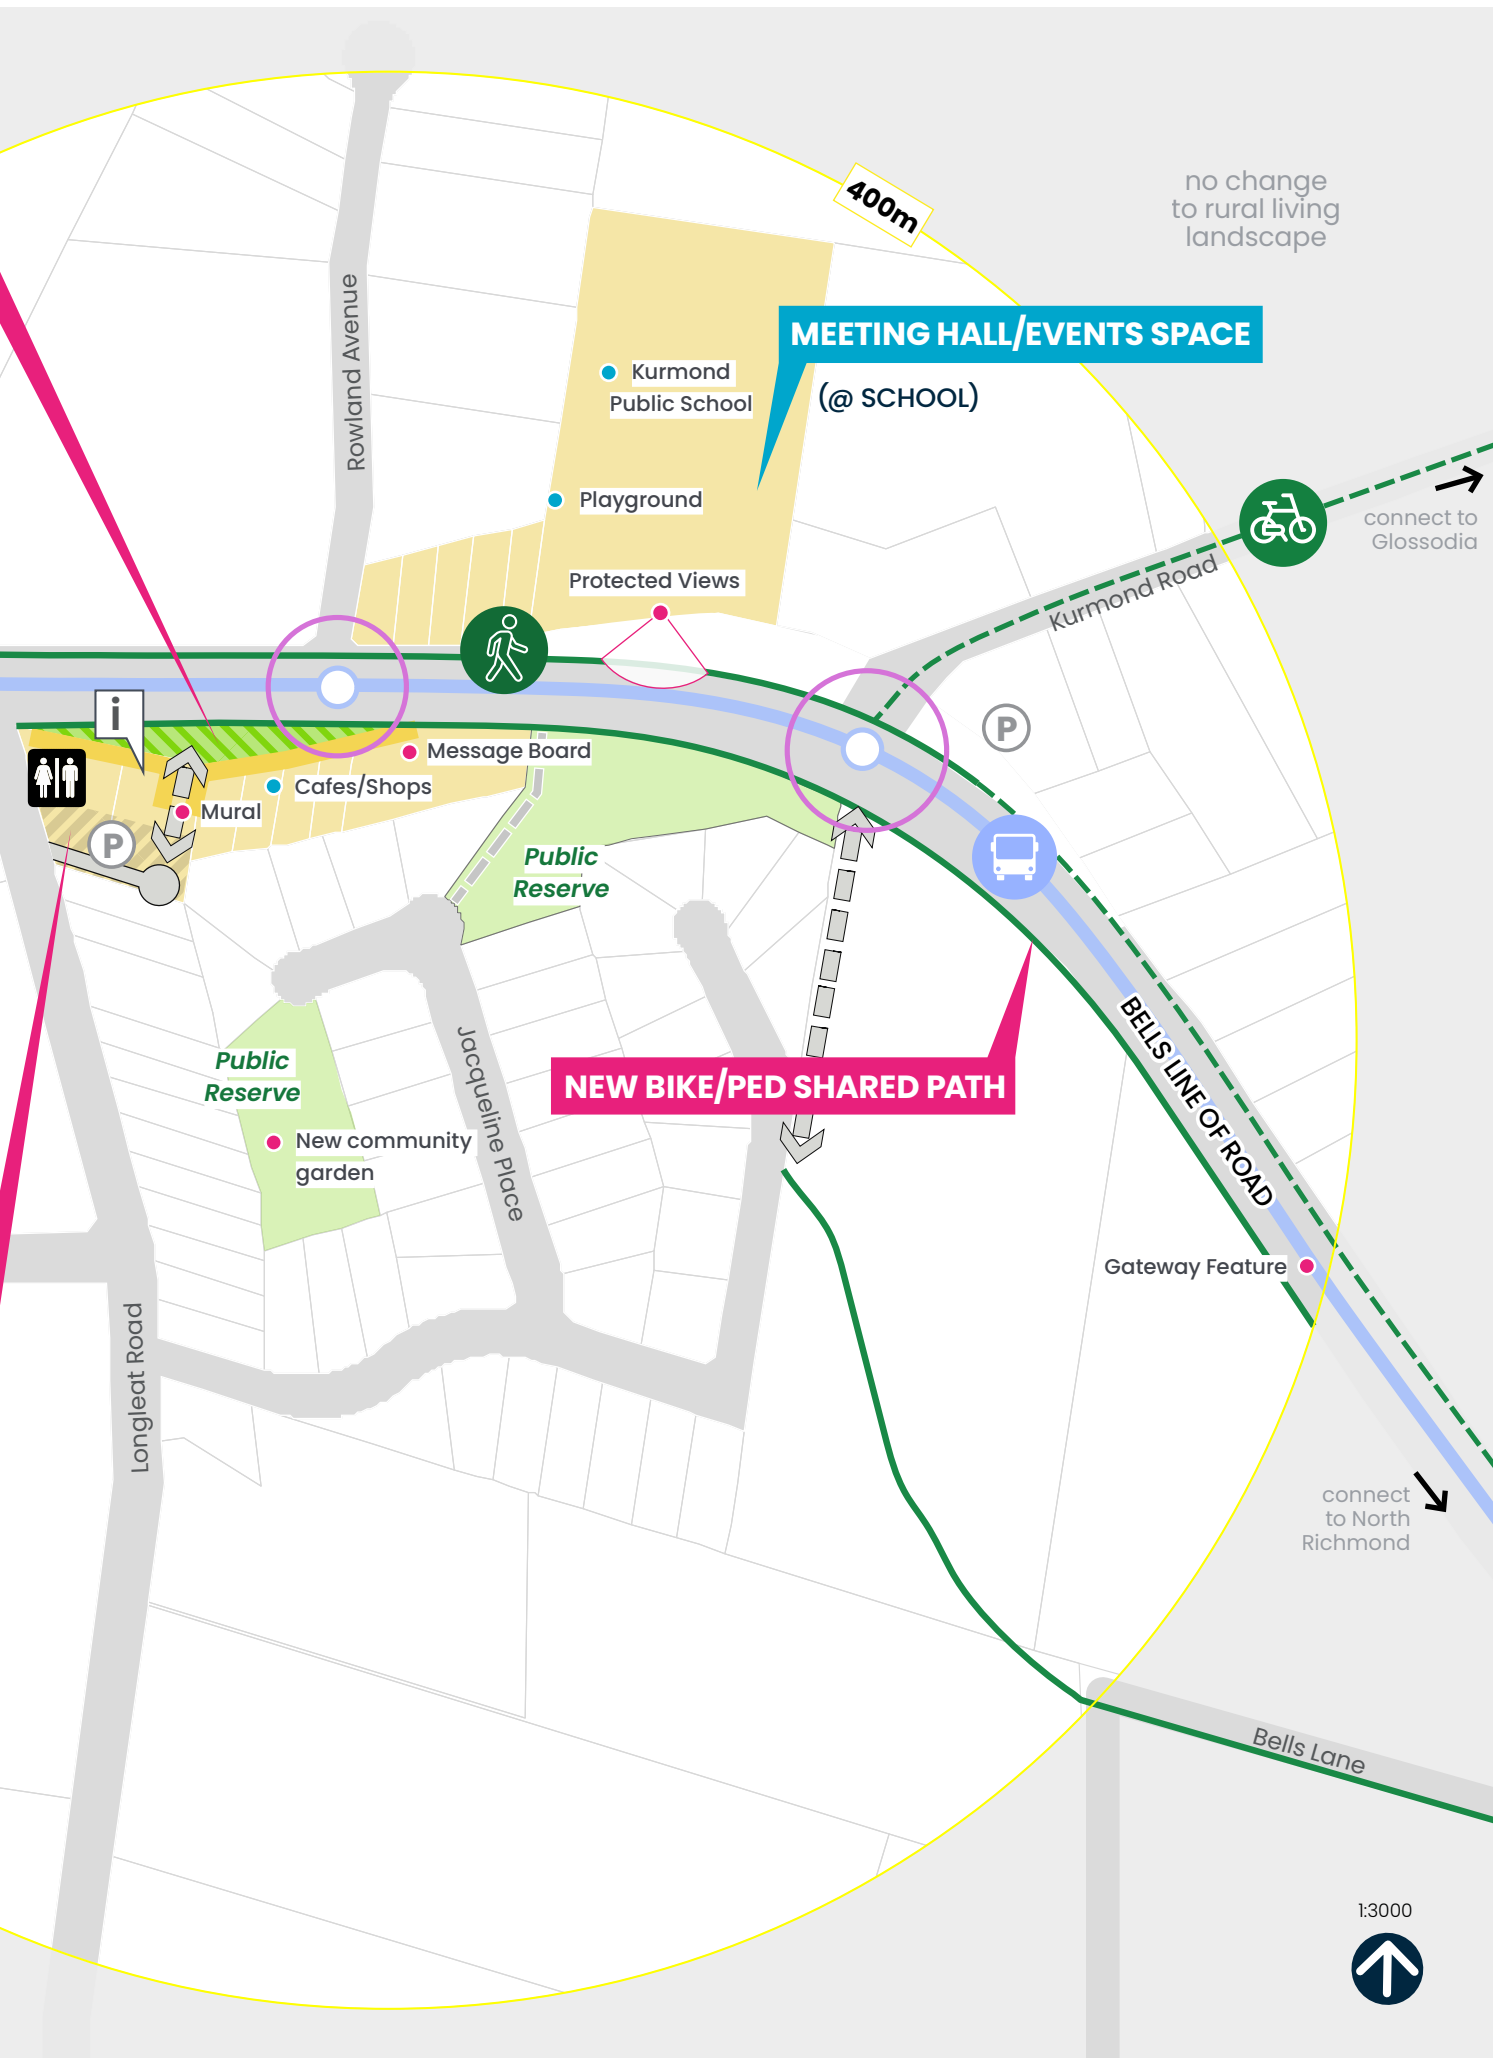 400m
no change
to rural living
landscape
MEETING HALL/EVENTS SPACE
(@ SCHOOL)
Rowland Avenue
Kurmond
Public School
Playground
connect to
Glossodia
Protected Views
Kurmond Road
i
P
Message Board
Cafes/Shops
Mural
P
Public
Reserve
BELLS LINE OF ROAD
Public
Reserve
Jacqueline Place
NEW BIKE/PED SHARED PATH
New community
garden
Gateway Feature
Longleat Road
connect
to North
Richmond
Bells Lane
1:3000